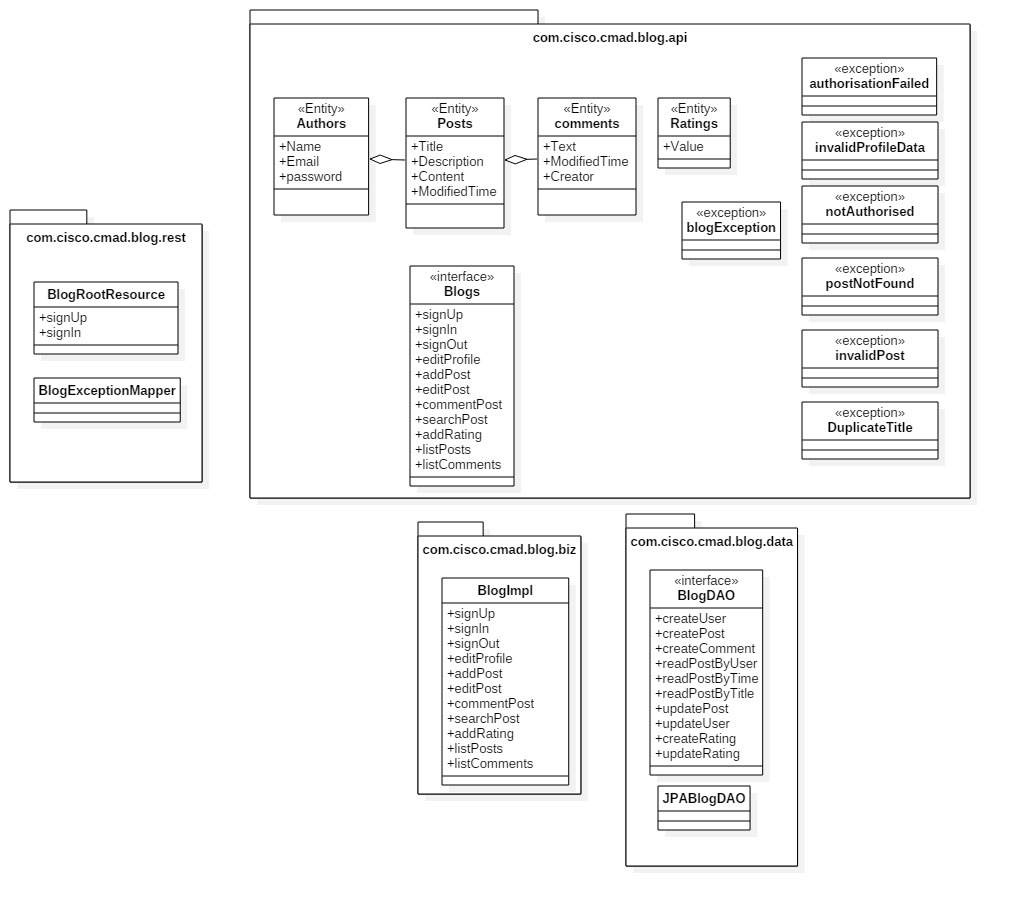 com.cisco.cmad.blog.api
«Entity»
Authors
+Name
+Email
+password
«Entity»
Posts
+Title
+Description
+Content
+ModifiedTime
«Entity»
comments
+Text
+ModifiedTime
+Creator
«Entity»
Ratings
+Value
«exception»
blogException
«exception»
authorisationFailed
«exception»
invalidProfileData
«exception»
notAuthorised
«exception»
postNotFound
«exception»
invalidPost
«exception»
DuplicateTitle
«interface»
Blogs
+signUp
+signIn
+signOut
+editProfile
+addPost
+editPost
+commentPost
+searchPost
+addRating
+listPosts
+listComments
com.cisco.cmad.blog.rest
BlogRootResource
+signUp
+signIn
BlogExceptionMapper
com.cisco.cmad.blog.biz
BlogImpl
+signUp
+signIn
+signOut
+editProfile
+addPost
+editPost
+commentPost
+searchPost
+addRating
+listPosts
+listComments
com.cisco.cmad.blog.data
«interface»
BlogDAO
+createUser
+createPost
+createComment
+readPostByUser
+readPostByTime
+readPostByTitle
+updatePost
+updateUser
+createRating
+updateRating
JPABlogDAO